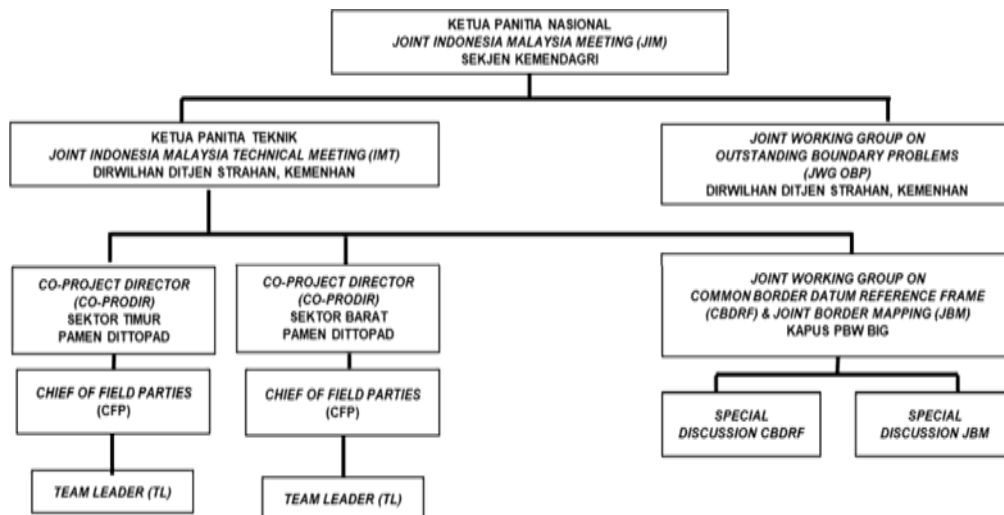 KETUA PANITIA NASIONAL
JOINT INDONESIA MALAYSIA MEETING (JIM)
SEKJEN KEMENDAGRI
KETUA PANITIA TEKNIK
JOINT INDONESIA MALAYSIA TECHNICAL MEETING (IMT)
DIRWILHAN DITJEN STRAHAN, KEMENHAN
JOINT WORKING GROUP ON
OUTSTANDING BOUNDARY PROBLEMS
(JWG OBP)
DIRWILHAN DITJEN STRAHAN, KEMENHAN
CO-PROJECT DIRECTOR
(CO-PRODIR)
SEKTOR TIMUR
PAMEN DITTOPAD
CO-PROJECT DIRECTOR
(CO-PRODIR)
SEKTOR BARAT
PAMEN DITTOPAD
JOINT WORKING GROUP ON
COMMON BORDER DATUM REFERENCE FRAME
(CBDRF) & JOINT BORDER MAPPING (JBM)
KAPUS PBW BIG
CHIEF OF FIELD PARTIES
(CFP)
CHIEF OF FIELD PARTIES
(CFP)
SPECIAL
DISCUSSION CBDRF
SPECIAL
DISCUSSION JBM
TEAM LEADER (TL)
TEAM LEADER (TL)